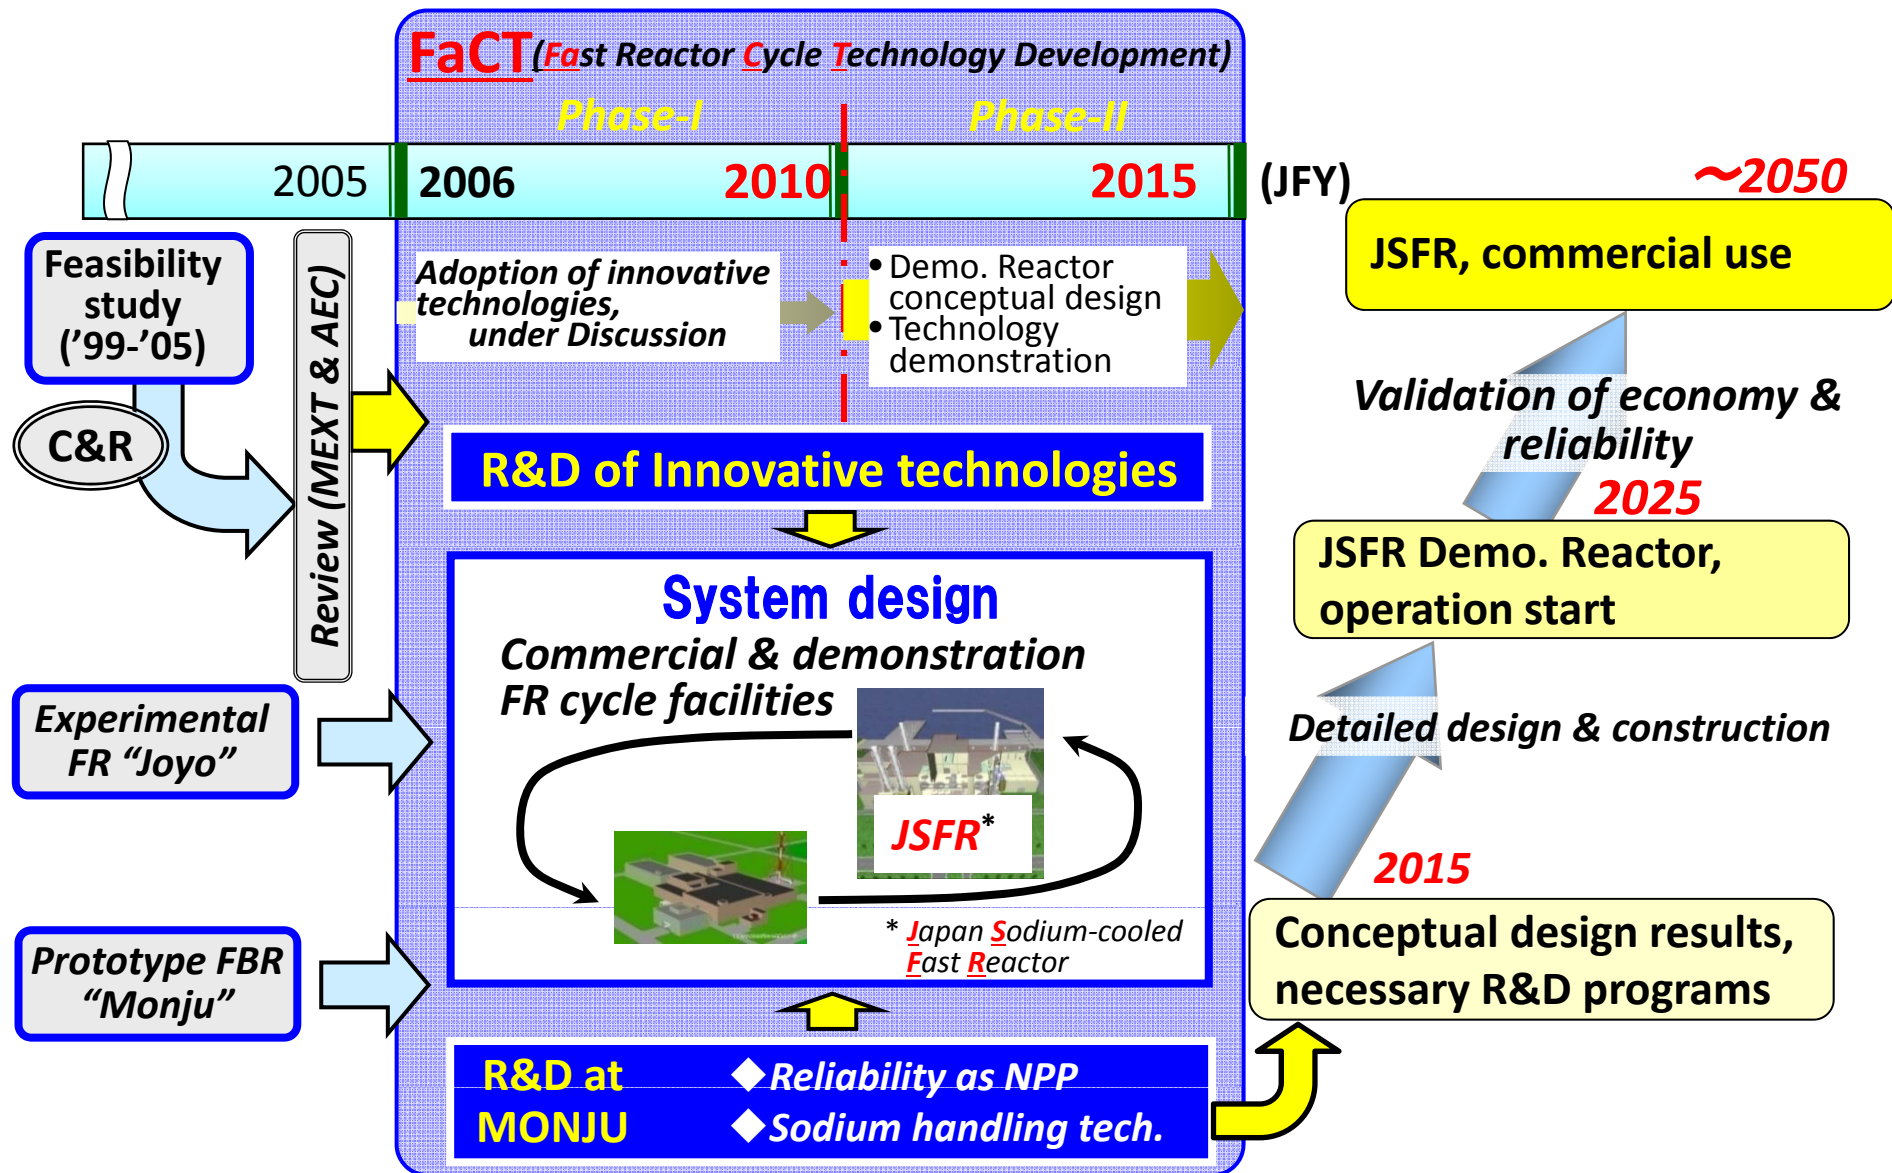 FaCT(Fast Reactor Cycle Technology Development)
Phase-I
Phase-II
2005
2006
2010
2015
(JFY)
~2050
JSFR, commercial use
Feasibility
study
('99-'05)
C&R
Review (MEXT & AEC)
Adoption of innovative
technologies,
under Discussion
• Demo. Reactor
conceptual design
• Technology
demonstration
Validation of economy &
reliability
2025
R&D of Innovative technologies
JSFR Demo. Reactor,
operation start
System design
Commercial & demonstration
FR cycle facilities
JSFR*
* Japan Sodium-cooled
Fast Reactor
Experimental
FR “Joyo”
Prototype FBR
“Monju”
Detailed design & construction
2015
Conceptual design results,
necessary R&D programs
R&D at
MONJU
◆Reliability as NPP
◆Sodium handling tech.